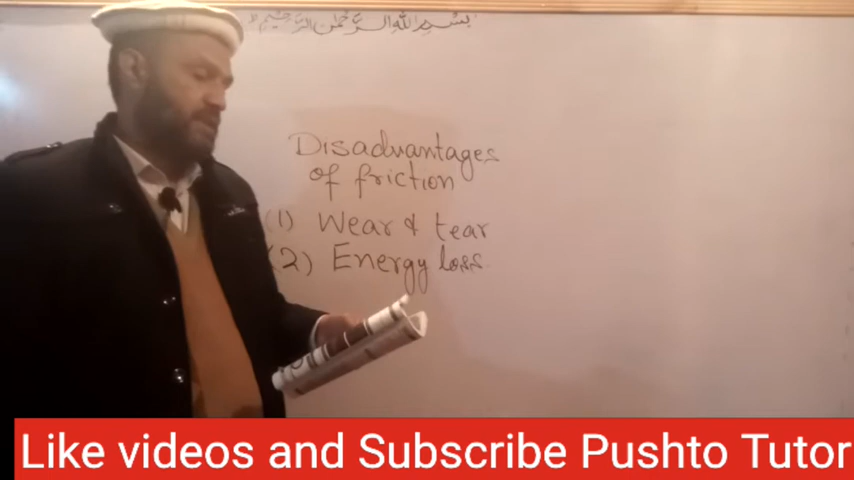 بسم الله الرحمن الرحيم
Disadvantages
of friction
(1) Wear & tear
(2) Energy loss.
Like videos and Subscribe Pushto Tutor